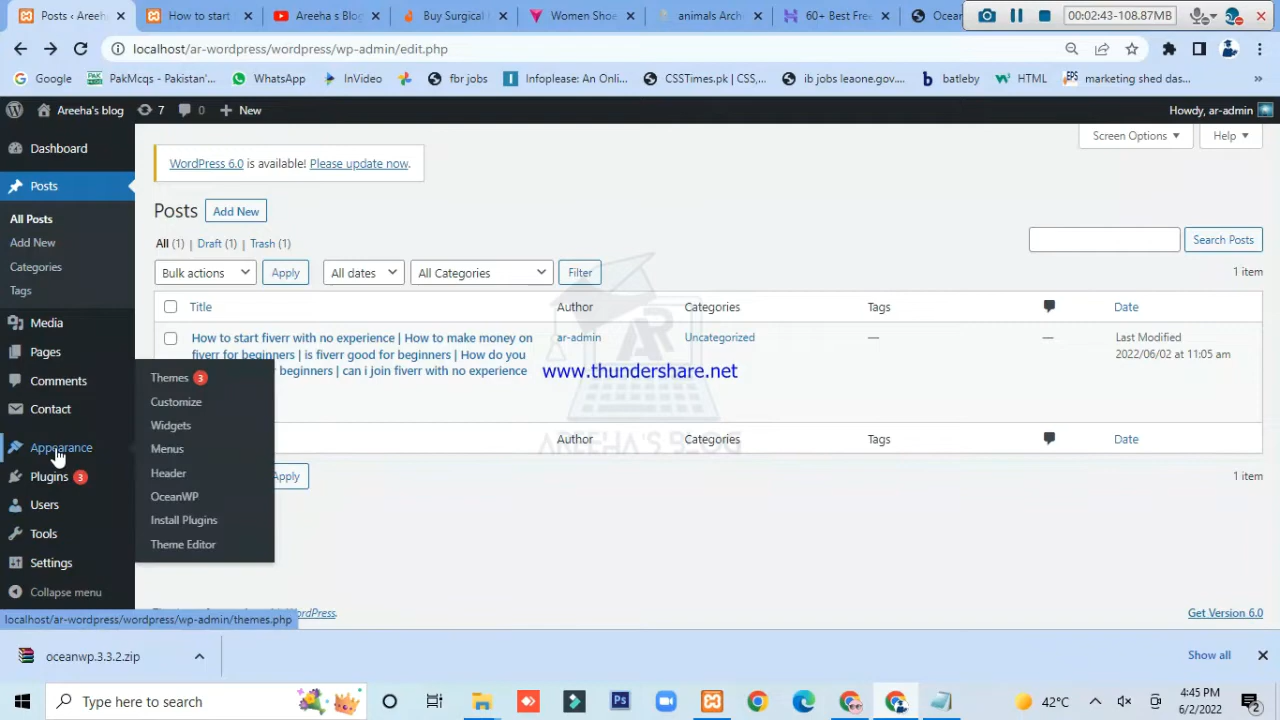 Posts ‹ Areeh
How to start
Areeha's Blog
Buy Surgical
Women Shoe
animals Arch
60+ Best Free
Ocean
00:02:43-108.87MB
localhost/ar-wordpress/wordpress/wp-admin/edit.php
Google
PakMcqs - Pakistan'...
WhatsApp
InVideo
fbr jobs
Infoplease: An Onli...
CSSTimes.pk | CSS,...
ib jobs leaone.gov....
batleby
HTML
marketing shed das...
»
Areeha's blog
7
0
New
Howdy, ar-admin
Dashboard
Posts
All Posts
Add New
Categories
Tags
Media
Pages
Comments
Contact
Appearance
Plugins 3
Users
Tools
Settings
Collapse menu
Themes 3
Customize
Widgets
Menus
Header
OceanWP
Install Plugins
Theme Editor
Screen Options
Help
WordPress 6.0 is available! Please update now.
Posts
Add New
All (1) | Draft (1) | Trash (1)
Search Posts
Bulk actions
Apply
All dates
All Categories
Filter
1 item
Title
Author
Categories
Tags
Date
How to start fiverr with no experience | How to make money on
fiverr for beginners | is fiverr good for beginners | How do you
beginners | can i join fiverr with no experience
ar-admin
Uncategorized
—
—
Last Modified
2022/06/02 at 11:05 am
AR
www.thundershare.net
AREEHA'S BLOG
Author
Categories
Tags
Date
Apply
1 item
WordPress.
Get Version 6.0
localhost/ar-wordpress/wordpress/wp-admin/themes.php
oceanwp.3.3.2.zip
Show all
Type here to search
Ps
42°C
4:45 PM
6/2/2022
2